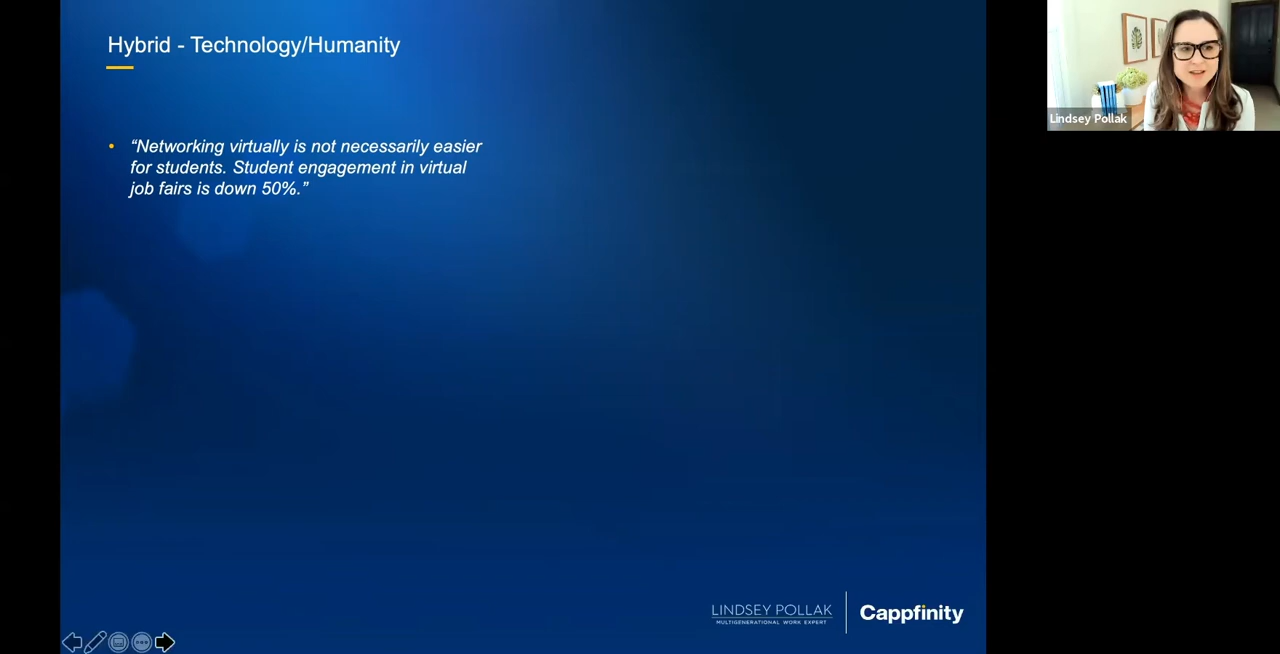 Hybrid - Technology/Humanity
• “Networking virtually is not necessarily easier
for students. Student engagement in virtual
job fairs is down 50%.”
Lindsey Pollak
LINDSEY POLLAK
MULTIGENERATIONAL WORK EXPERT
Cappfinity